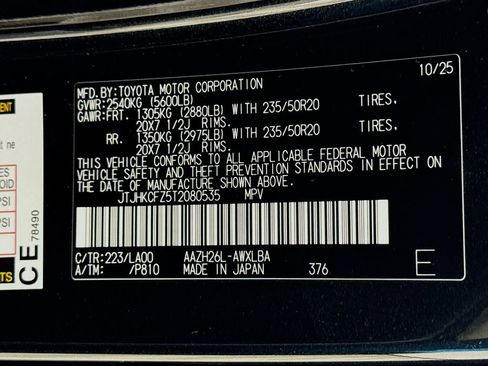 MFD. BY: TOYOTA MOTOR CORPORATION 10/25
GVWR: 2540KG (5600LB)
GAWR: FRT. 1305KG (2880LB) WITH 235/50R20 TIRES,
20X7 1/2J RIMS.
RR. 1350KG (2975LB) WITH 235/50R20 TIRES,
20X7 1/2J RIMS.
THIS VEHICLE CONFORMS TO ALL APPLICABLE FEDERAL MOTOR
VEHICLE SAFETY AND THEFT PREVENTION STANDARDS IN EFFECT ON
THE DATE OF MANUFACTURE SHOWN ABOVE.
JTJHKCFZ5T2080535 MPV
C/TR: 223/LA00 AAZH26L-AWXLBA
A/TM: /P810 MADE IN JAPAN 376 E
CE 78490